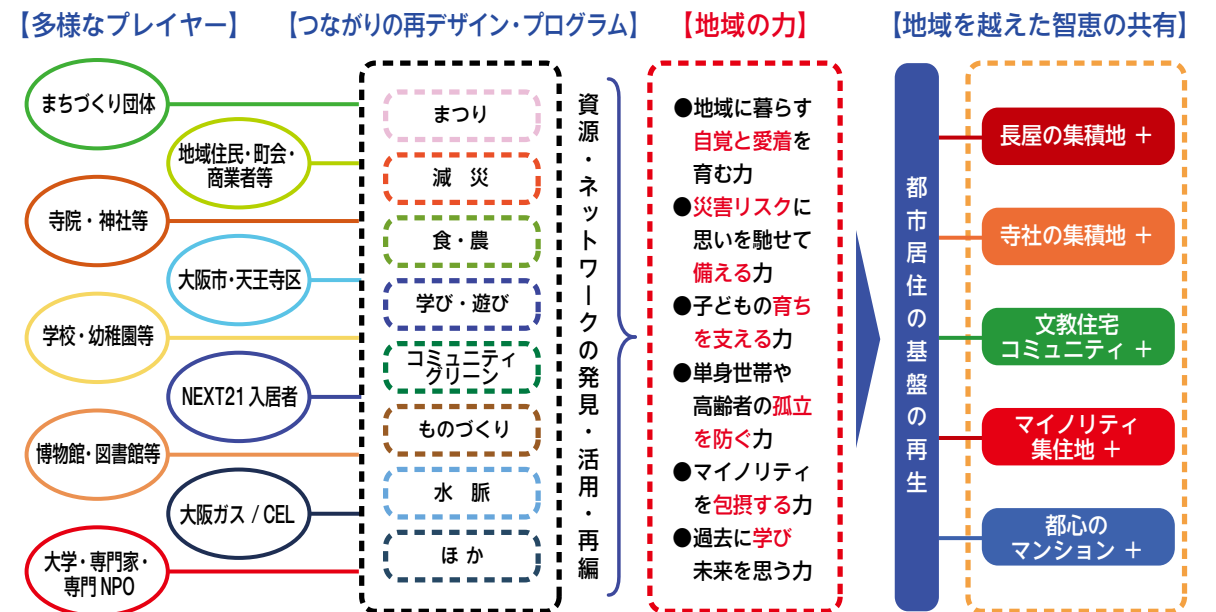 【多様なプレイヤー】
まちづくり団体
地域住民・町会・
商業者等
寺院・神社等
大阪市・天王寺区
学校・幼稚園等
NEXT21 入居者
博物館・図書館等
大阪ガス / CEL
大学・専門家・
専門 NPO
【つながりの再デザイン・プログラム】
まつり
減 災
食・農
学び・遊び
コミュニティ
グリーン
ものづくり
水 脈
ほ か
資源・ネットワークの発見・活用・再編
【地域の力】
●地域に暮らす
自覚と愛着を
育む力
●災害リスクに
思いを馳せて
備える力
●子どもの育ち
を支える力
●単身世帯や
高齢者の孤立
を防ぐ力
●マイノリティ
を包摂する力
●過去に学び
未来を思う力
【地域を越えた智恵の共有】
都市居住の基盤の再生
長屋の集積地 +
寺社の集積地 +
文教住宅
コミュニティ +
マイノリティ
集住地 +
都心の
マンション +